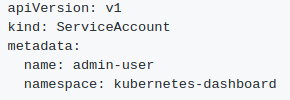 apiVersion: v1
kind: ServiceAccount
metadata:
  name: admin-user
  namespace: kubernetes-dashboard